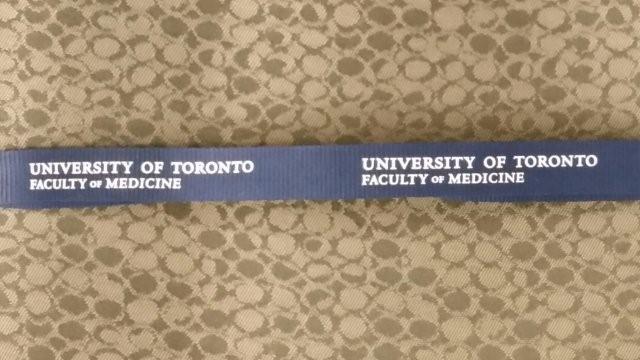 UNIVERSITY OF TORONTO
FACULTY OF MEDICINE
UNIVERSITY OF TORONTO
FACULTY OF MEDICINE